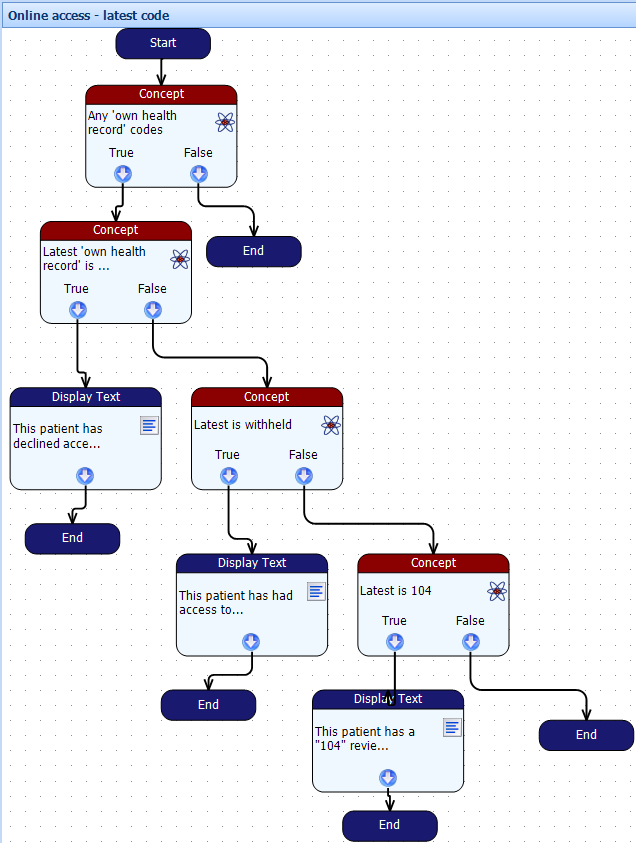 Online access - latest code
Start
Concept
Any 'own health
record' codes
True
False
Concept
Latest 'own health
record' is ...
True
False
End
Display Text
This patient has
declined acce...
End
Concept
Latest is withheld
True
False
Display Text
This patient has had
access to...
End
Concept
Latest is 104
True
False
Display Text
This patient has a
"104" revie...
End
End